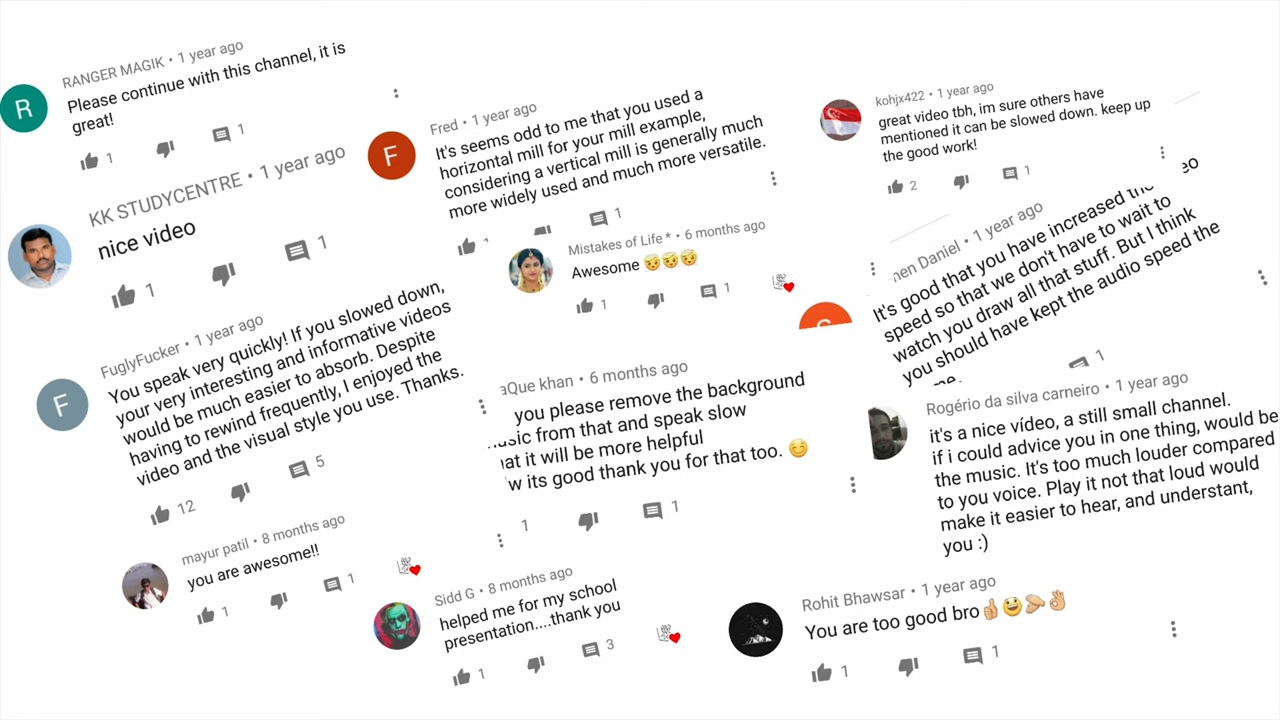 RANGER MAGIK • 1 year ago
Please continue with this channel, it is
great!
1
1
R
KK STUDYCENTRE • 1 year ago
nice video
1
1
FuglyFucker • 1 year ago
You speak very quickly! If you slowed down,
your very interesting and informative videos
would be much easier to absorb. Despite
having to rewind frequently, I enjoyed the
video and the visual style you use. Thanks.
F
12
5
mayur patil • 8 months ago
you are awesome!!
1
1
Fred • 1 year ago
It's seems odd to me that you used a
horizontal mill for your mill example,
considering a vertical mill is generally much
more widely used and much more versatile.
F
1
Mistakes of Life * • 6 months ago
Awesome 😇😇😇
1
1
aQue khan • 6 months ago
you please remove the background
from that and speak slow
it will be more helpful
its good thank you for that too. 😊
1
1
Sidd G • 8 months ago
helped me for my school
presentation....thank you
1
3
kohjx422 • 1 year ago
great video tbh, im sure others have
mentioned it can be slowed down. keep up
the good work!
2
1
Daniel • 1 year ago
It's good that you have increased
speed so that we don't have to wait to
watch you draw all that stuff. But I think
you should have kept the audio speed the
1
Rogério da silva carneiro • 1 year ago
it's a nice vídeo, a still small channel.
if i could advice you in one thing, would be
the music. It's too much louder compared
to you voice. Play it not that loud would
make it easier to hear, and understant,
you :)
Rohit Bhawsar • 1 year ago
You are too good bro👍😃🤝👌
1
1